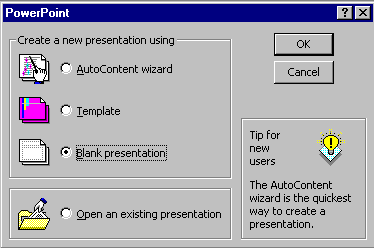 PowerPoint
Create a new presentation using
AutoContent wizard
Template
Blank presentation
Open an existing presentation
OK
Cancel
Tip for
new
users
The AutoContent
wizard is the quickest
way to create a
presentation.